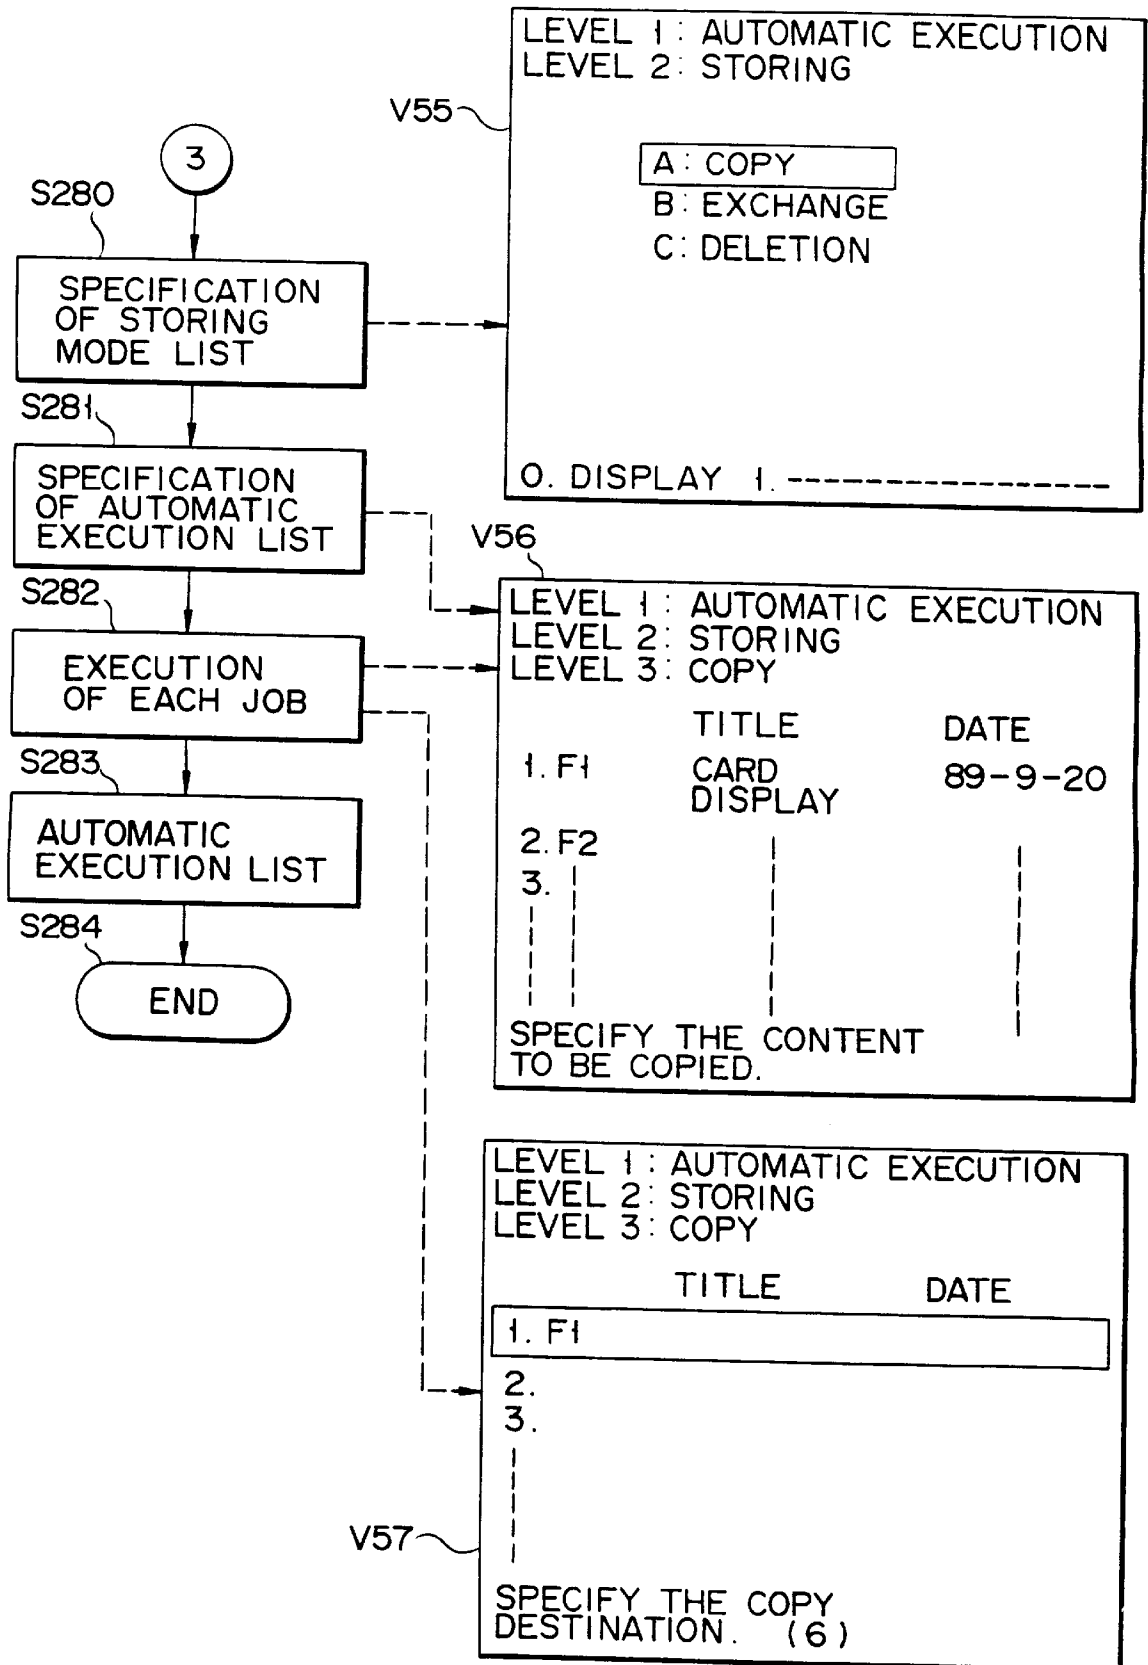 3
S280
SPECIFICATION
OF STORING
MODE LIST
S281
SPECIFICATION
OF AUTOMATIC
EXECUTION LIST
S282
EXECUTION
OF EACH JOB
S283
AUTOMATIC
EXECUTION LIST
S284
END
V55
LEVEL 1: AUTOMATIC EXECUTION
LEVEL 2: STORING
A: COPY
B: EXCHANGE
C: DELETION
0. DISPLAY 1.
V56
LEVEL 1: AUTOMATIC EXECUTION
LEVEL 2: STORING
LEVEL 3: COPY
TITLE DATE
1. F1 CARD 89-9-20
DISPLAY
2. F2
3.
SPECIFY THE CONTENT
TO BE COPIED.
V57
LEVEL 1: AUTOMATIC EXECUTION
LEVEL 2: STORING
LEVEL 3: COPY
TITLE DATE
1. F1
2.
3.
SPECIFY THE COPY
DESTINATION. (6)